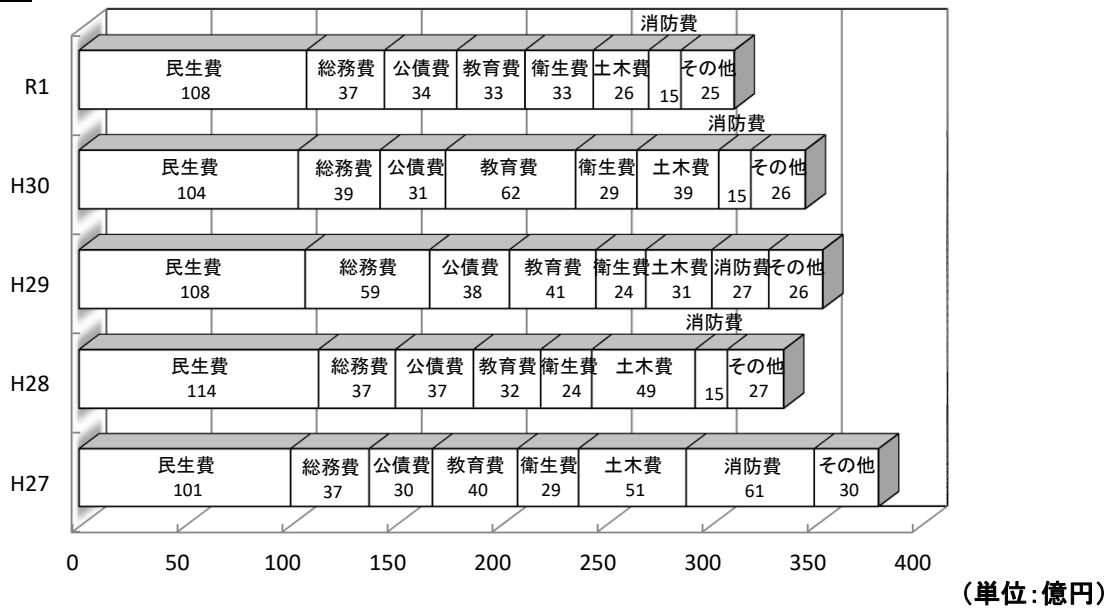 消防費
R1
民生費 総務費 公債費 教育費 衛生費 土木費 その他
108 37 34 33 33 26 15 25
消防費
H30
民生費 総務費 公債費 教育費 衛生費 土木費 その他
104 39 31 62 29 39 15 26
H29
民生費 総務費 公債費 教育費 衛生費 土木費 消防費 その他
108 59 38 41 24 31 27 26
消防費
H28
民生費 総務費 公債費 教育費 衛生費 土木費 その他
114 37 37 32 24 49 15 27
H27
民生費 総務費 公債費 教育費 衛生費 土木費 消防費 その他
101 37 30 40 29 51 61 30
0 50 100 150 200 250 300 350 400
(単位:億円)